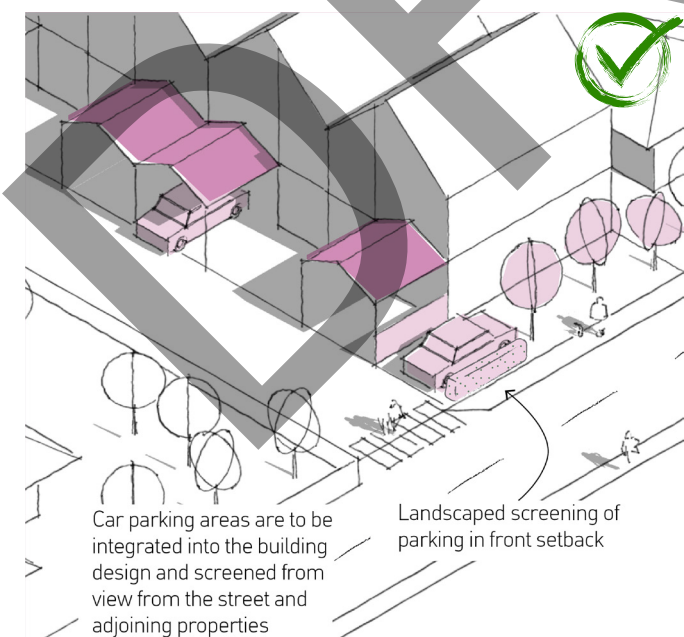 Car parking areas are to be
integrated into the building
design and screened from
view from the street and
adjoining properties
Landscaped screening of
parking in front setback